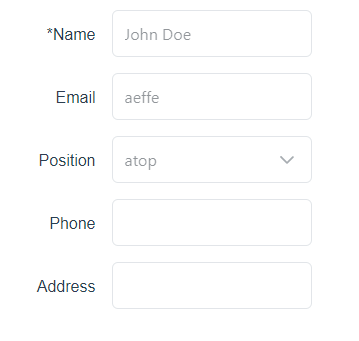 *Name John Doe
Email aeffe
Position atop
Phone
Address